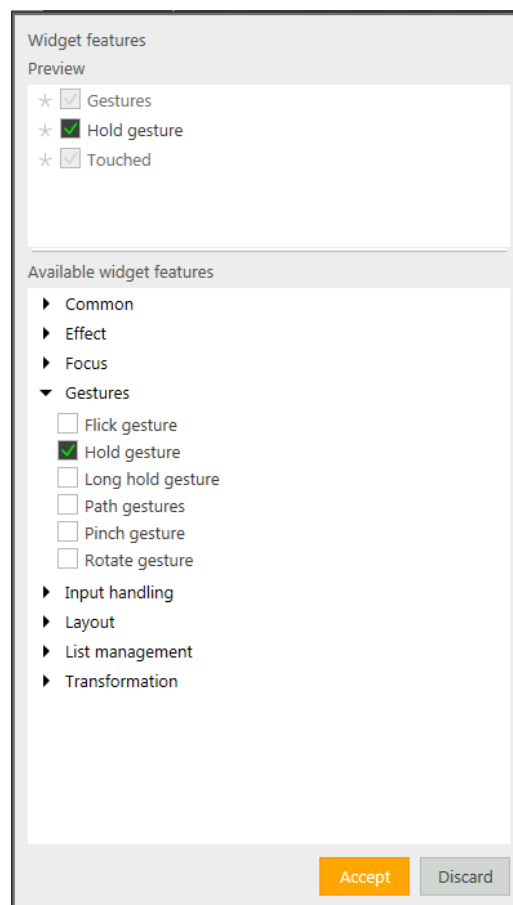 Widget features
Preview
Gestures
Hold gesture
Touched
Available widget features
Common
Effect
Focus
Gestures
Flick gesture
Hold gesture
Long hold gesture
Path gestures
Pinch gesture
Rotate gesture
Input handling
Layout
List management
Transformation
Accept Discard